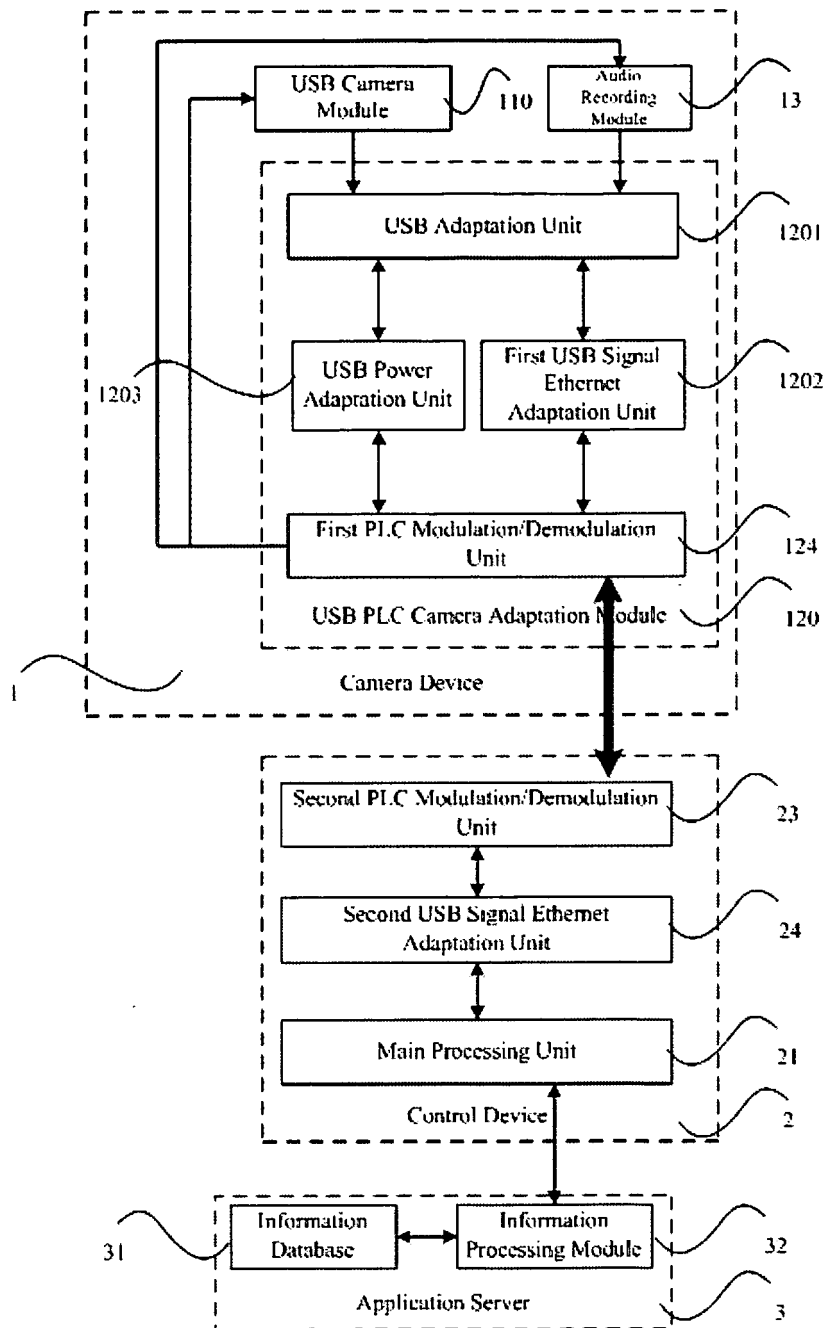 USB Camera
Module
110
Audio
Recording
Module
13
USB Adaptation Unit
1201
USB Power
Adaptation Unit
1203
First USB Signal
Ethernet
Adaptation Unit
1202
First PLC Modulation/Demodulation
Unit
124
USB PLC Camera Adaptation Module
120
1
Camera Device
Second PLC Modulation/Demodulation
Unit
23
Second USB Signal Ethernet
Adaptation Unit
24
Main Processing Unit
21
Control Device
2
Information
Database
31
Information
Processing Module
32
Application Server
3